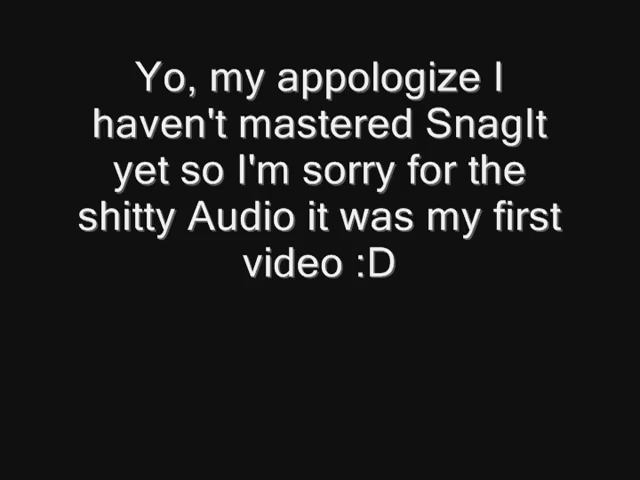 Yo, my appologize I
haven't mastered SnagIt
yet so I'm sorry for the
shitty Audio it was my first
video :D